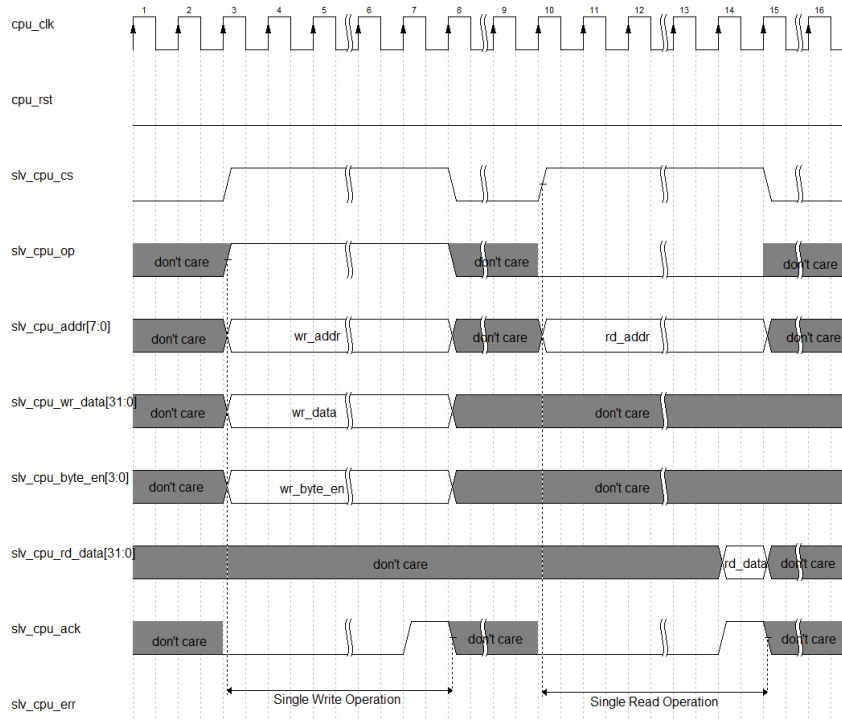 cpu_clk 1 2 3 4 5 6 7 8 9 10 11 12 13 14 15 16
cpu_rst
slv_cpu_cs
slv_cpu_op don't care don't care don't care
slv_cpu_addr[7:0] don't care wr_addr don't care rd_addr don't care
slv_cpu_wr_data[31:0] don't care wr_data don't care
slv_cpu_byte_en[3:0] don't care wr_byte_en don't care
slv_cpu_rd_data[31:0] don't care rd_data don't care
slv_cpu_ack don't care don't care don't care
Single Write Operation Single Read Operation
slv_cpu_err